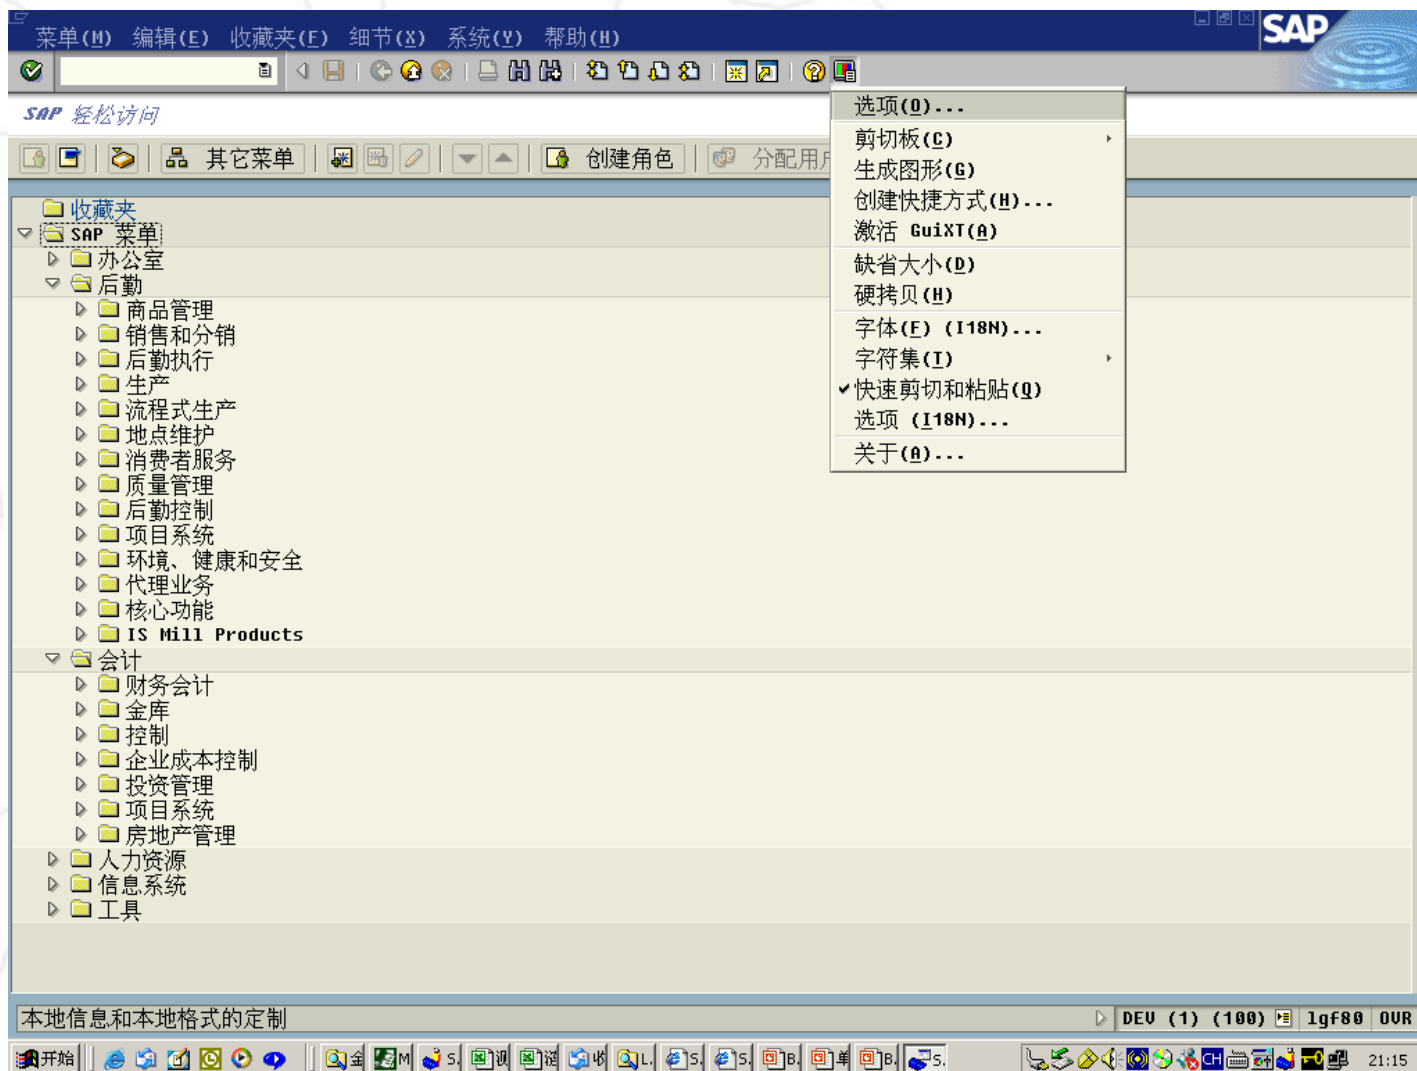 菜单(M) 编辑(E) 收藏夹(F) 细节(X) 系统(Y) 帮助(H)
SAP
SAP 轻松访问
其它菜单 创建角色 分配用户
选项(O)...
剪切板(C)
生成图形(G)
创建快捷方式(H)...
激活 GuiXT(A)
缺省大小(D)
硬拷贝(H)
字体(F) (I18N)...
字符集(T)
快速剪切和粘贴(Q)
选项 (I18N)...
关于(A)...
收藏夹
SAP 菜单
办公室
后勤
商品管理
销售和分销
后勤执行
生产
流程式生产
地点维护
消费者服务
质量管理
后勤控制
项目系统
环境、健康和安全
代理业务
核心功能
IS Mill Products
会计
财务会计
金库
控制
企业成本控制
投资管理
项目系统
房地产管理
人力资源
信息系统
工具
本地信息和本地格式的定制 DEV (1) (100) lgf80 OVR
开始 金 M S. L. S. S. B. 单 B. S. CH 21:15